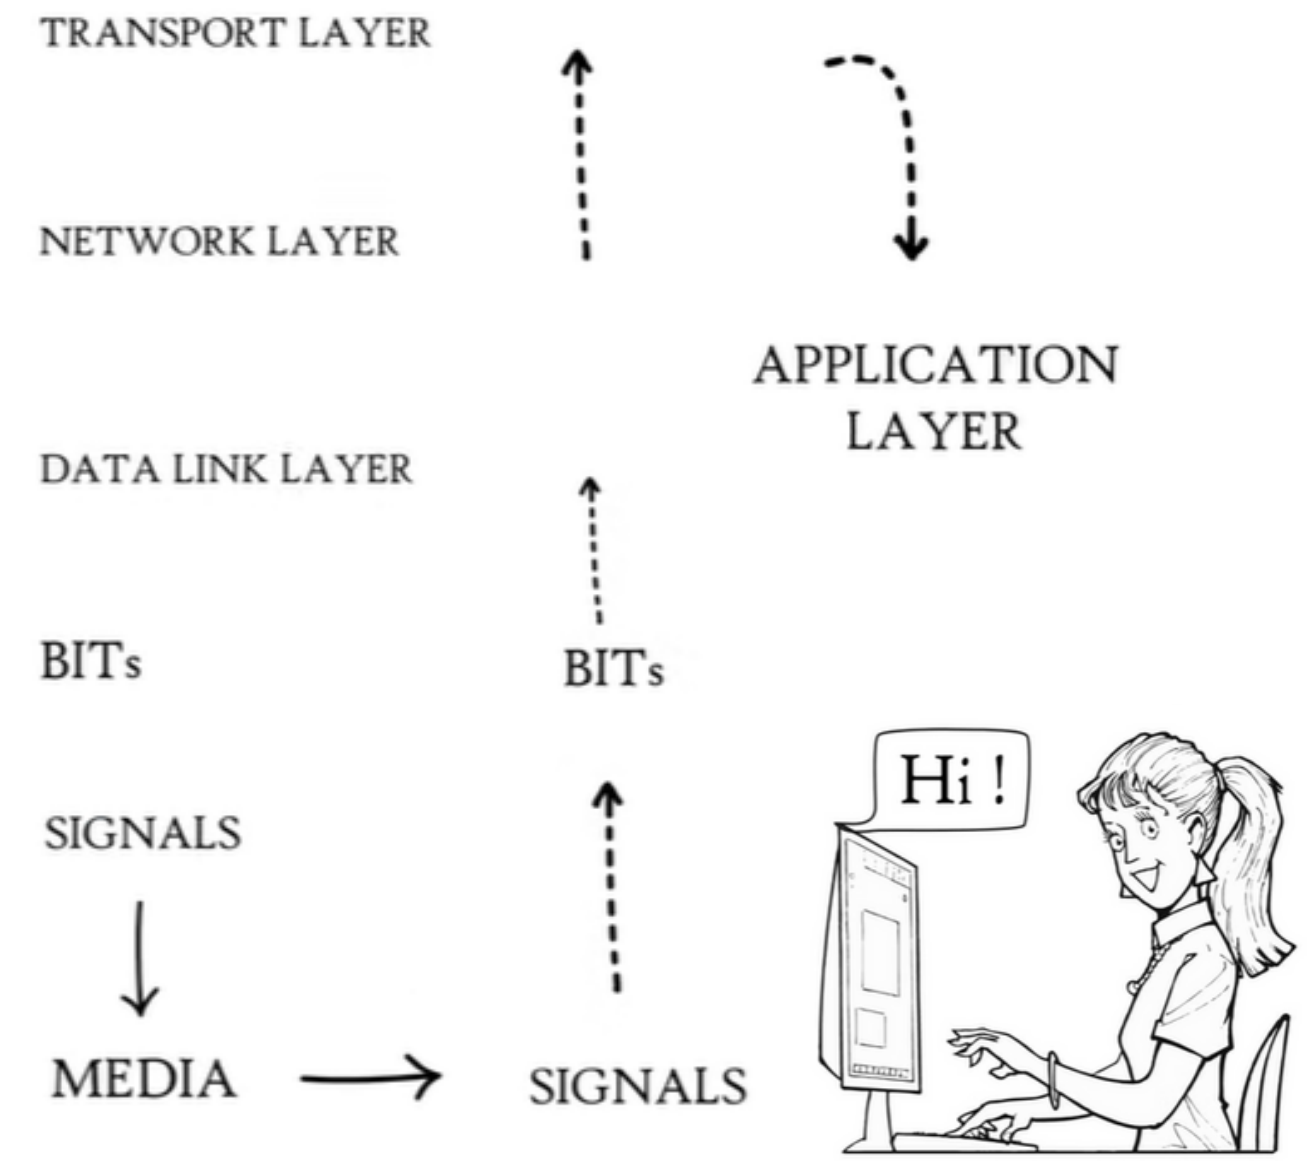 TRANSPORT LAYER
NETWORK LAYER
APPLICATION
LAYER
DATA LINK LAYER
BITs
BITs
Hi !
SIGNALS
MEDIA
SIGNALS